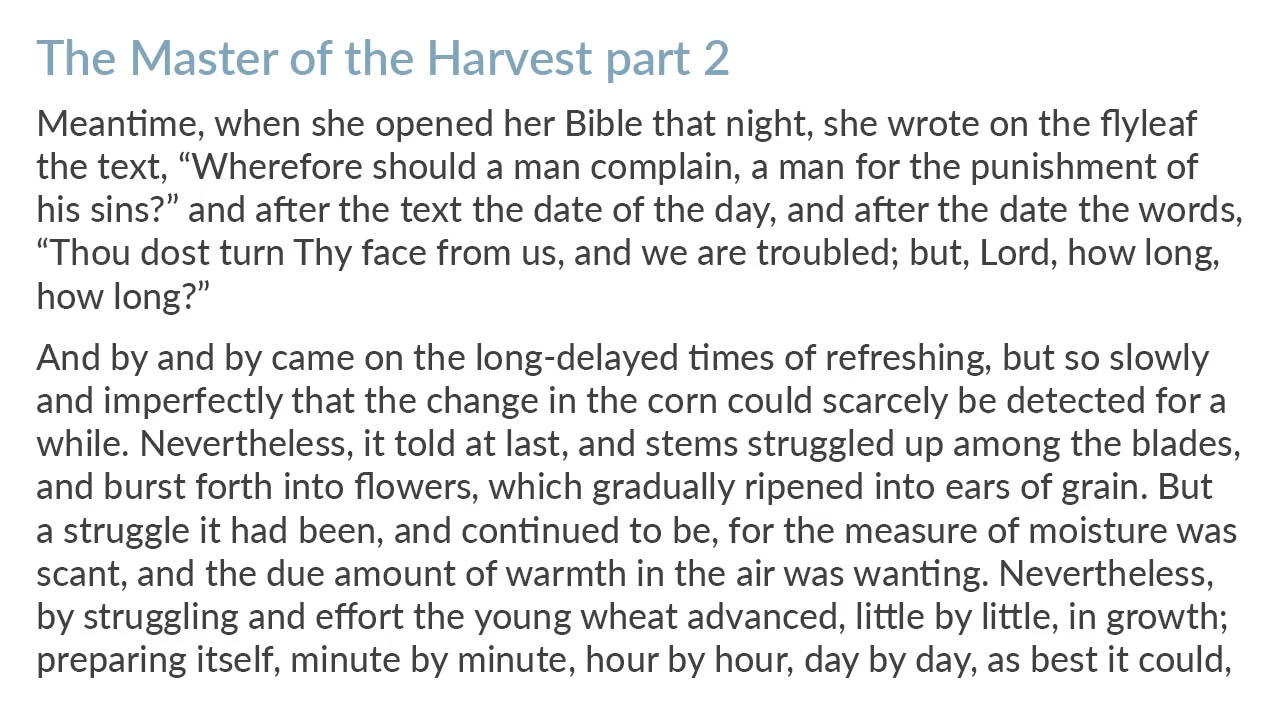 The Master of the Harvest part 2
Meantime, when she opened her Bible that night, she wrote on the flyleaf
the text, “Wherefore should a man complain, a man for the punishment of
his sins?” and after the text the date of the day, and after the date the words,
“Thou dost turn Thy face from us, and we are troubled; but, Lord, how long,
how long?”
And by and by came on the long-delayed times of refreshing, but so slowly
and imperfectly that the change in the corn could scarcely be detected for a
while. Nevertheless, it told at last, and stems struggled up among the blades,
and burst forth into flowers, which gradually ripened into ears of grain. But
a struggle it had been, and continued to be, for the measure of moisture was
scant, and the due amount of warmth in the air was wanting. Nevertheless,
by struggling and effort the young wheat advanced, little by little, in growth;
preparing itself, minute by minute, hour by hour, day by day, as best it could,